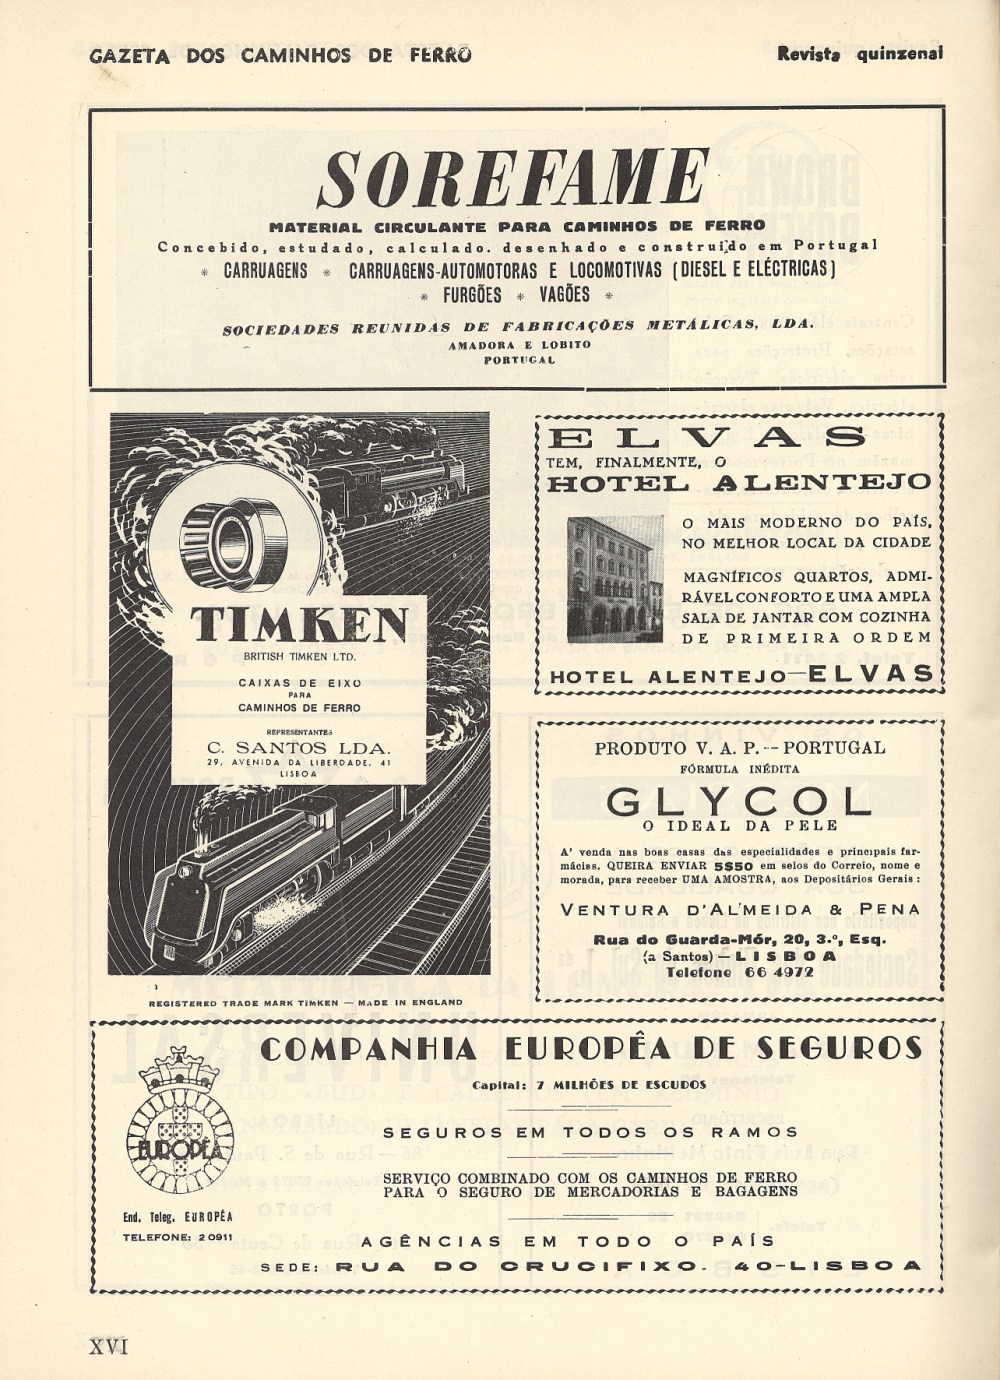 GAZETA DOS CAMINHOS DE FERRO
Revista quinzenal
SOREFAME
MATERIAL CIRCULANTE PARA CAMINHOS DE FERRO
Concebido, estudado, calculado. desenhado e construido em Portugal
* CARRUAGENS * CARRUAGENS-AUTOMOTORAS E LOCOMOTIVAS (DIESEL E ELÉCTRICAS)
* FURGÕES * VAGÕES *
SOCIEDADES REUNIDAS DE FABRICAÇÕES METÁLICAS, LDA.
AMADORA E LOBITO
PORTUGAL
TIMKEN
BRITISH TIMKEN LTD.
CAIXAS DE EIXO
PARA
CAMINHOS DE FERRO
REPRESENTANTES
C. SANTOS LDA.
29, AVENIDA DA LIBERDADE, 41
LISBOA
REGISTERED TRADE MARK TIMKEN — MADE IN ENGLAND
ELVAS
TEM, FINALMENTE, O
HOTEL ALENTEJO
O MAIS MODERNO DO PAÍS,
NO MELHOR LOCAL DA CIDADE
MAGNÍFICOS QUARTOS, ADMI-
RÁVEL CONFORTO E UMA AMPLA
SALA DE JANTAR COM COZINHA
DE PRIMEIRA ORDEM
HOTEL ALENTEJO—ELVAS
PRODUTO V. A. P. -- PORTUGAL
FÓRMULA INÉDITA
GLYCOL
O IDEAL DA PELE
A' venda nas boas casas das especialidades e principais far-
mácias. QUEIRA ENVIAR 5$50 em selos do Correio, nome e
morada, para receber UMA AMOSTRA, aos Depositários Gerais :
VENTURA D'ALMEIDA & PENA
Rua do Guarda-Mór, 20, 3.º, Esq.
(a Santos) — LISBOA
Telefone 66 4972
COMPANHIA EUROPÊA DE SEGUROS
Capital: 7 MILHÕES DE ESCUDOS
SEGUROS EM TODOS OS RAMOS
SERVIÇO COMBINADO COM OS CAMINHOS DE FERRO
PARA O SEGURO DE MERCADORIAS E BAGAGENS
AGÊNCIAS EM TODO O PAÍS
SEDE: RUA DO CRUCIFIXO. 40-LISBOA
EUROPÊA
End. Teleg. EUROPÊA
TELEFONE: 20911
XVI